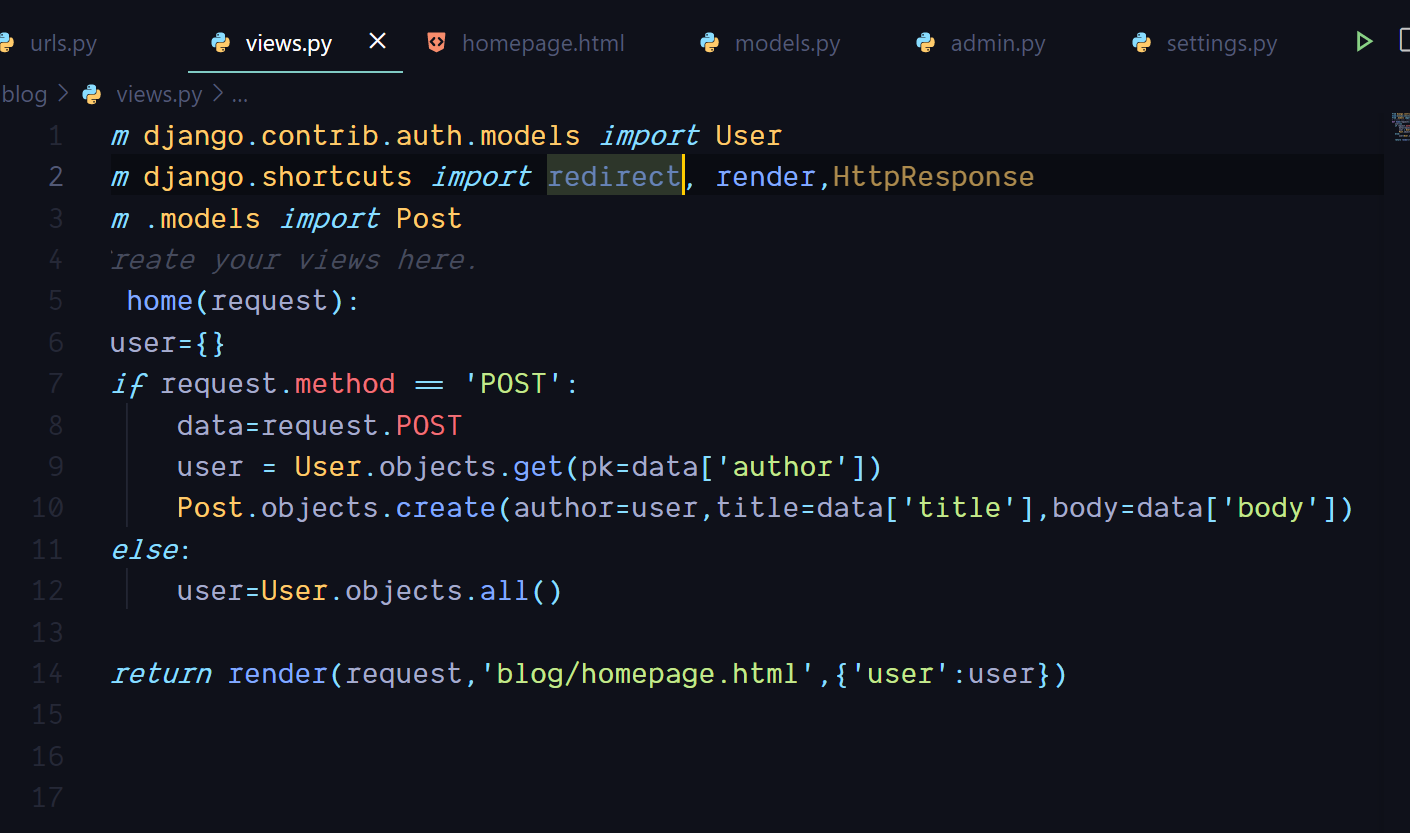 urls.py views.py homepage.html models.py admin.py settings.py
blog > views.py > ...
1 m django.contrib.auth.models import User
2 m django.shortcuts import redirect, render,HttpResponse
3 m .models import Post
4 reate your views here.
5 home(request):
6 user={}
7 if request.method == 'POST':
8 data=request.POST
9 user = User.objects.get(pk=data['author'])
10 Post.objects.create(author=user,title=data['title'],body=data['body'])
11 else:
12 user=User.objects.all()
13
14 return render(request,'blog/homepage.html',{'user':user})
15
16
17